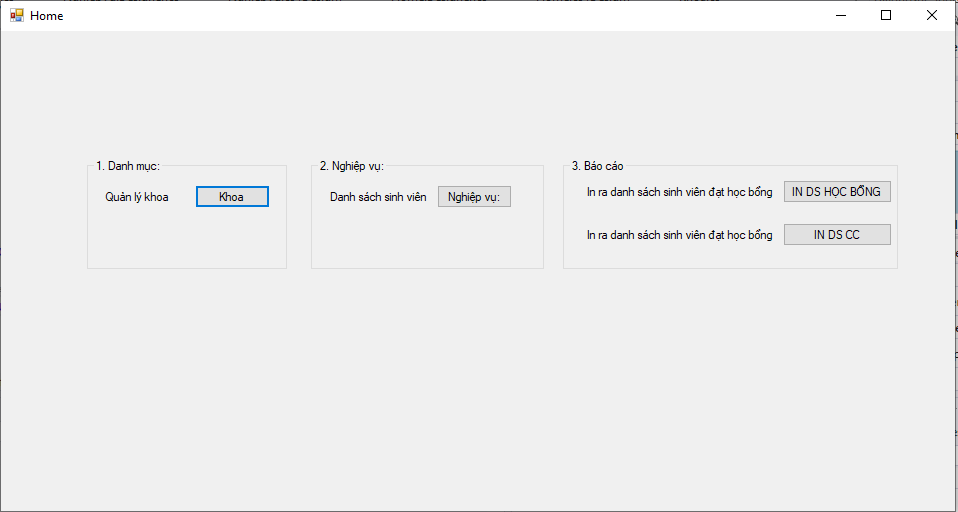 Home
1. Danh mục:
Quản lý khoa
Khoa
2. Nghiệp vụ:
Danh sách sinh viên
Nghiệp vụ:
3. Báo cáo
In ra danh sách sinh viên đạt học bổng
IN DS HỌC BỔNG
In ra danh sách sinh viên đạt học bổng
IN DS CC